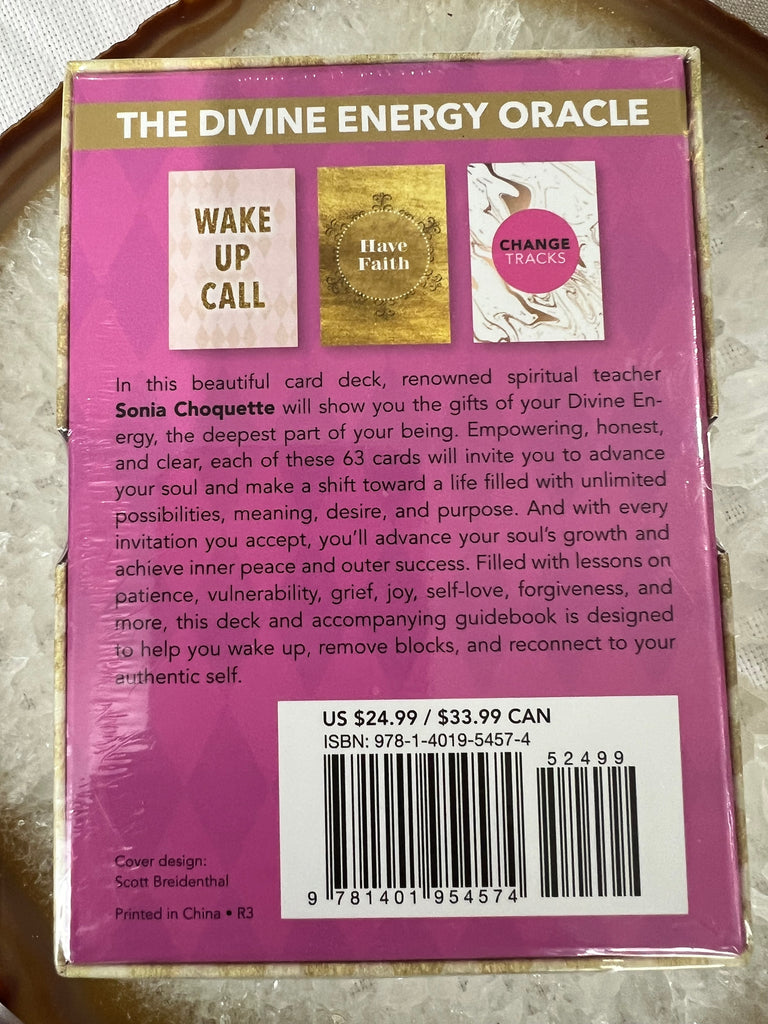 THE DIVINE ENERGY ORACLE
WAKE
UP
CALL
Have
Faith
CHANGE
TRACKS
In this beautiful card deck, renowned spiritual teacher
Sonia Choquette will show you the gifts of your Divine En-
ergy, the deepest part of your being. Empowering, honest,
and clear, each of these 63 cards will invite you to advance
your soul and make a shift toward a life filled with unlimited
possibilities, meaning, desire, and purpose. And with every
invitation you accept, you'll advance your soul's growth and
achieve inner peace and outer success. Filled with lessons on
patience, vulnerability, grief, joy, self-love, forgiveness, and
more, this deck and accompanying guidebook is designed
to help you wake up, remove blocks, and reconnect to your
authentic self.
US $24.99 / $33.99 CAN
ISBN: 978-1-4019-5457-4
52499
9 781401 954574
Cover design:
Scott Breidenthal
Printed in China • R3